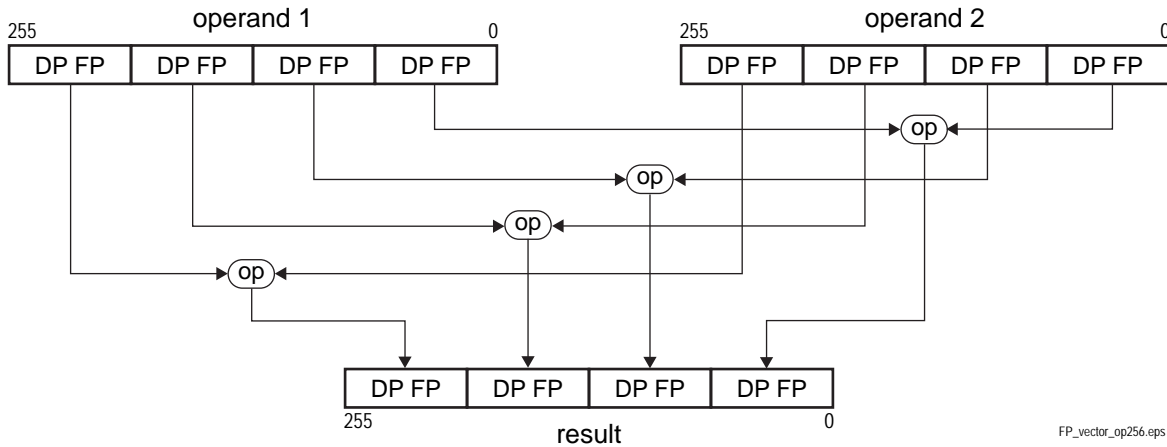 operand 1 operand 2
255 0 255 0
DP FP DP FP DP FP DP FP DP FP DP FP DP FP DP FP
op
op
op
op
DP FP DP FP DP FP DP FP
255 0
result
FP_vector_op256.eps